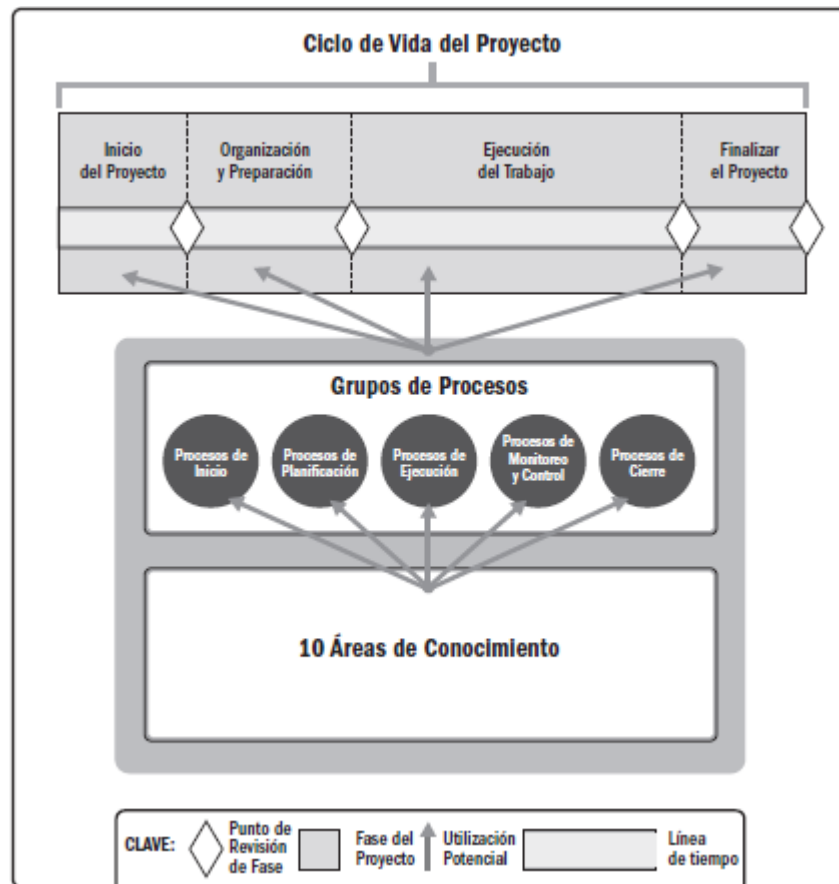 Ciclo de Vida del Proyecto
Inicio
del Proyecto
Organización
y Preparación
Ejecución
del Trabajo
Finalizar
el Proyecto
Grupos de Procesos
Procesos de
Inicio
Procesos de
Planificación
Procesos de
Ejecución
Procesos de
Monitoreo
y Control
Procesos de
Cierre
10 Áreas de Conocimiento
CLAVE:
Punto de
Revisión
de Fase
Fase del
Proyecto
Utilización
Potencial
Línea
de tiempo